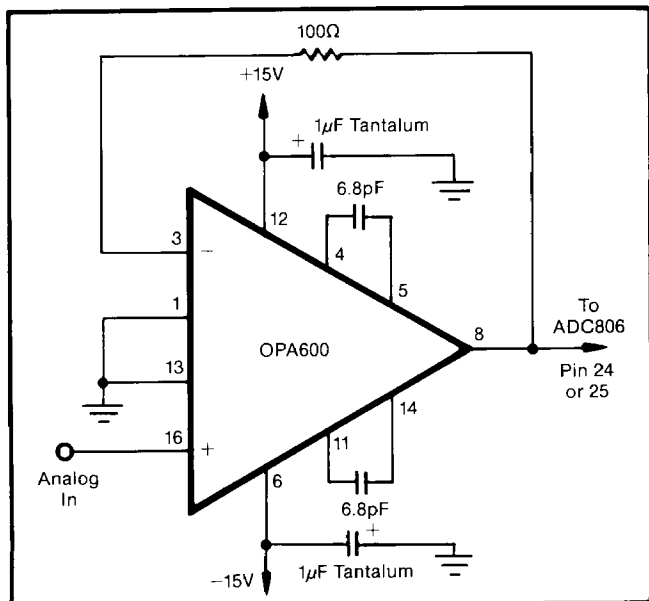 100Ω
+15V
+ 1µF Tantalum
6.8pF
12
3 −
4
5
1
OPA600
8
To
ADC806
Pin 24
or 25
13
14
16 +
11
Analog
In
6
6.8pF
+
−15V
1µF Tantalum